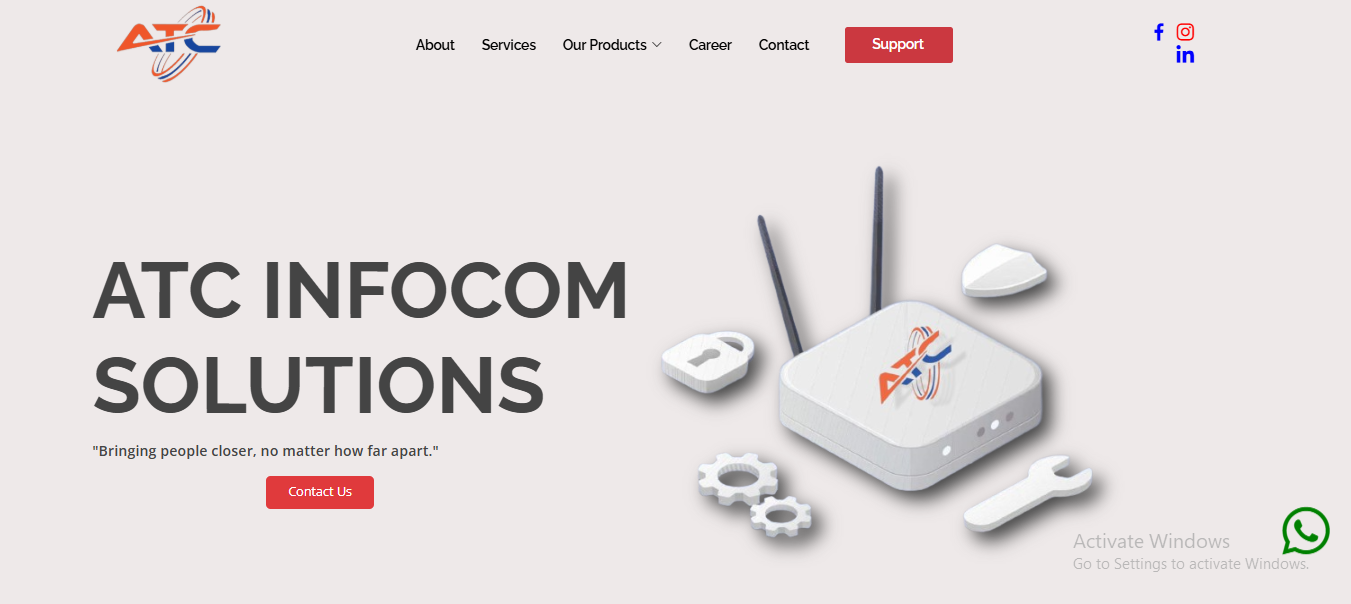 ATC
About Services Our Products Career Contact Support
ATC INFOCOM
SOLUTIONS
"Bringing people closer, no matter how far apart."
Contact Us
ATC
Activate Windows
Go to Settings to activate Windows.